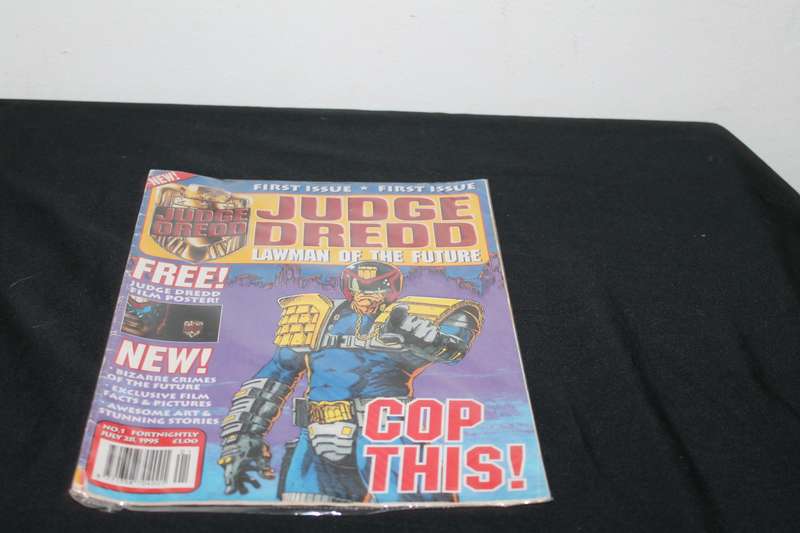 NEW!
FIRST ISSUE ★ FIRST ISSUE
JUDGE
DREDD
JUDGE
DREDD
LAWMAN OF THE FUTURE
FREE!
JUDGE DREDD
FILM POSTER!
NEW!
• BIZARRE CRIMES
OF THE FUTURE
• EXCLUSIVE FILM
FACTS & PICTURES
• AWESOME ART &
STUNNING STORIES
NO.1 FORTNIGHTLY
JULY 28, 1995 £1.00
COP
THIS!